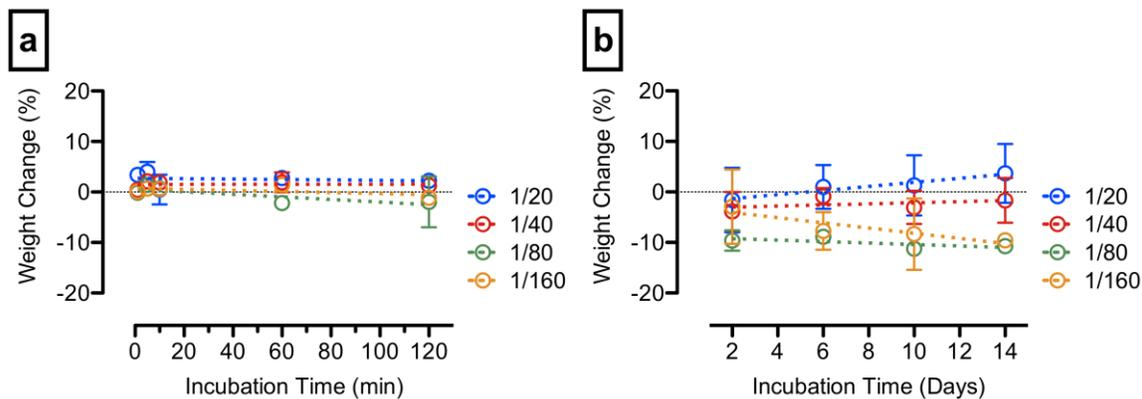 a
Weight Change (%)
20
10
0
-10
-20
0 20 40 60 80 100 120
Incubation Time (min)
1/20
1/40
1/80
1/160
b
Weight Change (%)
20
10
0
-10
-20
2 4 6 8 10 12 14
Incubation Time (Days)
1/20
1/40
1/80
1/160